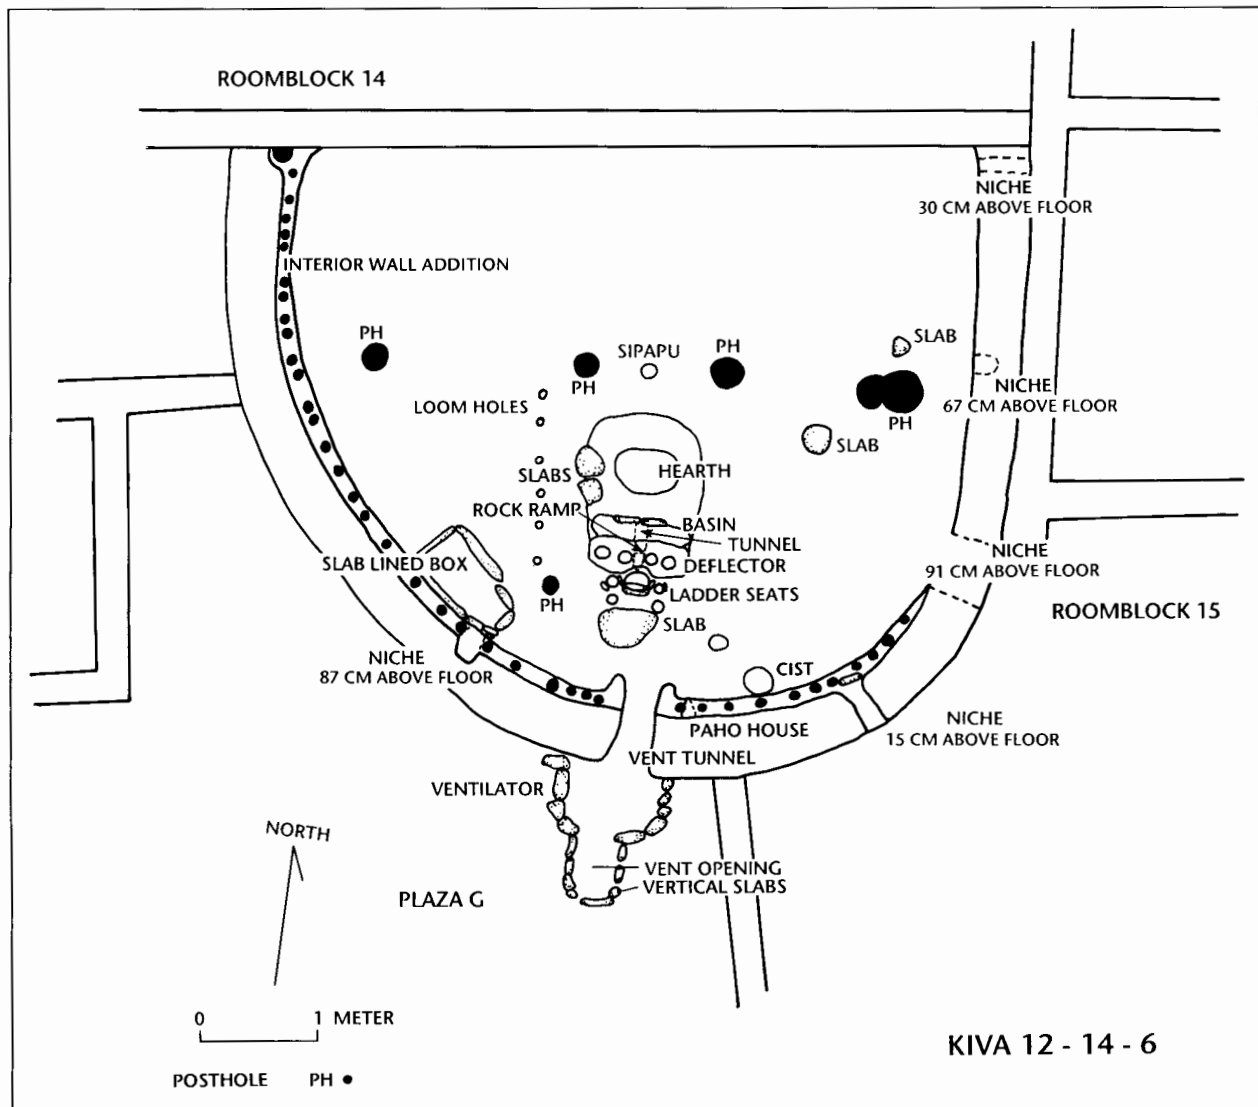 ROOMBLOCK 14
NICHE
30 CM ABOVE FLOOR
INTERIOR WALL ADDITION
PH
PH
SIPAPU
PH
SLAB
LOOM HOLES
NICHE
67 CM ABOVE FLOOR
PH
SLAB
SLABS
HEARTH
ROCK RAMP
BASIN
TUNNEL
DEFLECTOR
SLAB LINED BOX
NICHE
91 CM ABOVE FLOOR
PH
LADDER SEATS
ROOMBLOCK 15
SLAB
NICHE
87 CM ABOVE FLOOR
CIST
PAHO HOUSE
NICHE
15 CM ABOVE FLOOR
VENT TUNNEL
VENTILATOR
NORTH
VENT OPENING
VERTICAL SLABS
PLAZA G
0 1 METER
KIVA 12 - 14 - 6
POSTHOLE PH